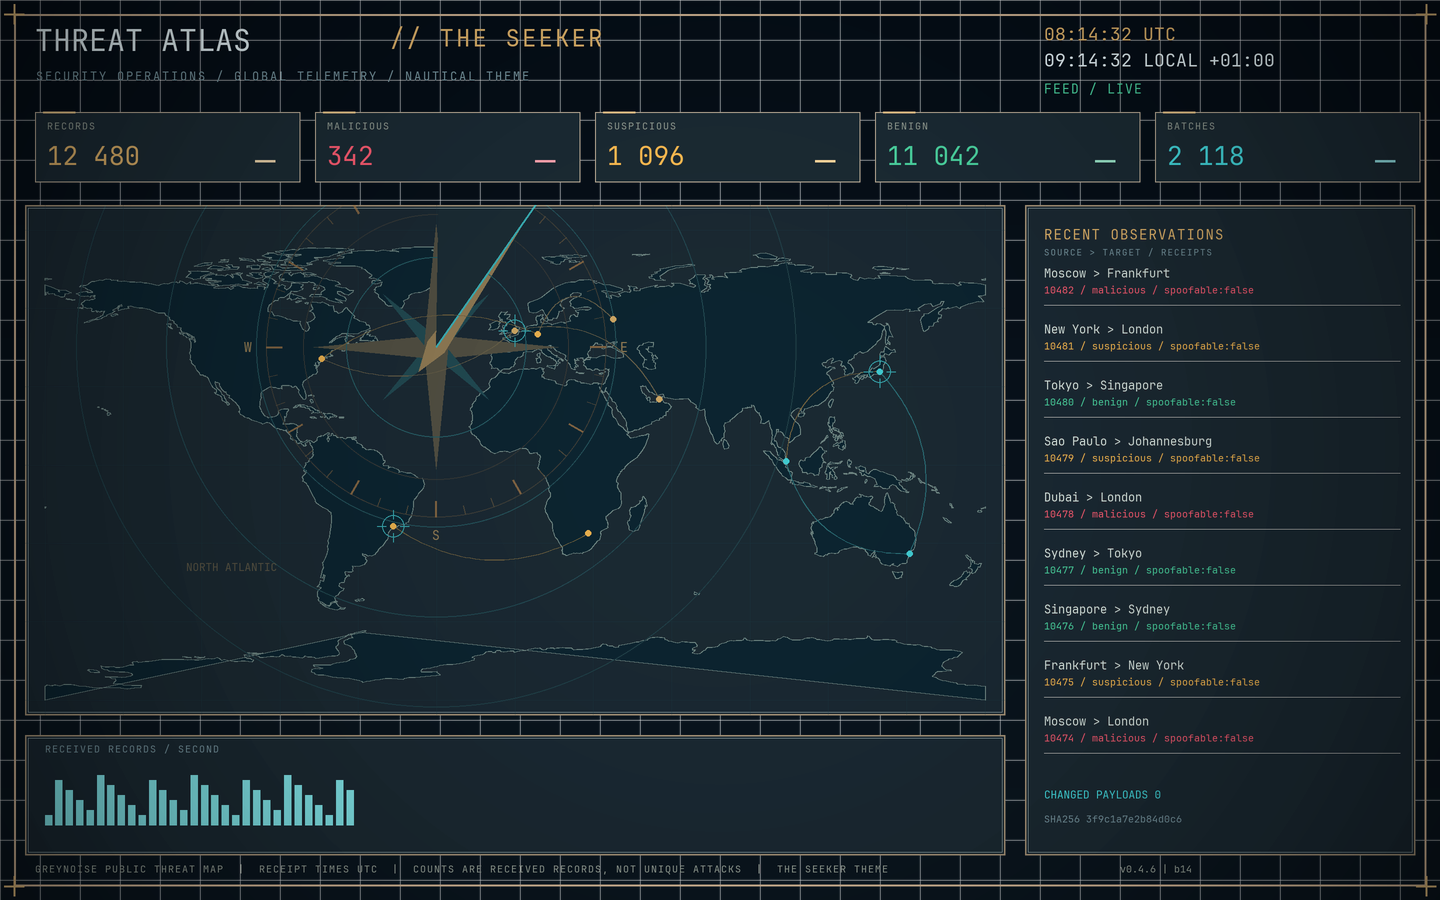 THREAT ATLAS // THE SEEKER
SECURITY OPERATIONS / GLOBAL TELEMETRY / NAUTICAL THEME
08:14:32 UTC
09:14:32 LOCAL +01:00
FEED / LIVE
RECORDS
12 480
MALICIOUS
342
SUSPICIOUS
1 096
BENIGN
11 042
BATCHES
2 118
W
E
S
NORTH ATLANTIC
RECENT OBSERVATIONS
SOURCE > TARGET / RECEIPTS
Moscow > Frankfurt
10482 / malicious / spoofable:false
New York > London
10481 / suspicious / spoofable:false
Tokyo > Singapore
10480 / benign / spoofable:false
Sao Paulo > Johannesburg
10479 / suspicious / spoofable:false
Dubai > London
10478 / malicious / spoofable:false
Sydney > Tokyo
10477 / benign / spoofable:false
Singapore > Sydney
10476 / benign / spoofable:false
Frankfurt > New York
10475 / suspicious / spoofable:false
Moscow > London
10474 / malicious / spoofable:false
CHANGED PAYLOADS 0
SHA256 3f9c1a7e2b84d0c6
RECEIVED RECORDS / SECOND
GREYNOISE PUBLIC THREAT MAP | RECEIPT TIMES UTC | COUNTS ARE RECEIVED RECORDS, NOT UNIQUE ATTACKS | THE SEEKER THEME
v0.4.6 | b14